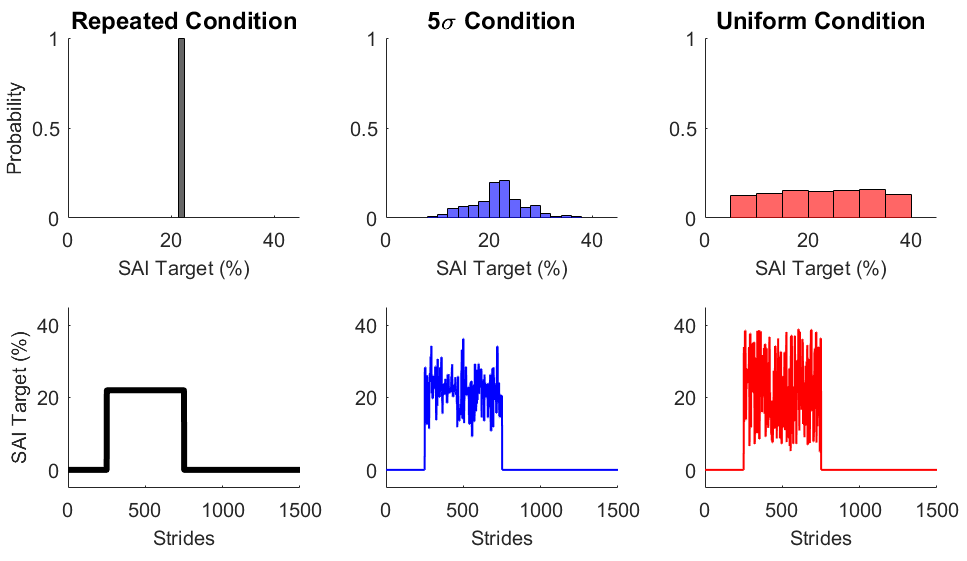 Repeated Condition
5σ Condition
Uniform Condition
Probability
1
0.5
0
0 20 40
SAI Target (%)
1
0.5
0
0 20 40
SAI Target (%)
1
0.5
0
0 20 40
SAI Target (%)
SAI Target (%)
40
20
0
0 500 1000 1500
Strides
40
20
0
0 500 1000 1500
Strides
40
20
0
0 500 1000 1500
Strides